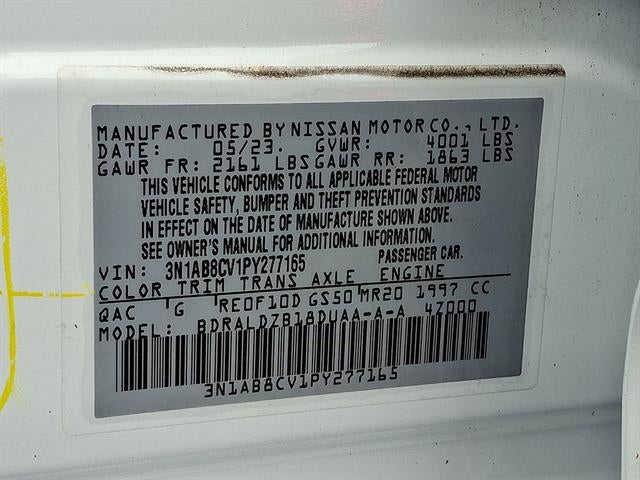 MANUFACTURED BY NISSAN MOTOR CO., LTD.
DATE: 05/23. GVWR: 4001 LBS
GAWR FR: 2161 LBS GAWR RR: 1863 LBS
THIS VEHICLE CONFORMS TO ALL APPLICABLE FEDERAL MOTOR
VEHICLE SAFETY, BUMPER AND THEFT PREVENTION STANDARDS
IN EFFECT ON THE DATE OF MANUFACTURE SHOWN ABOVE.
SEE OWNER'S MANUAL FOR ADDITIONAL INFORMATION.
VIN: 3N1AB8CV1PY277165 PASSENGER CAR.
COLOR TRIM TRANS AXLE ENGINE
QAC G RE0F10D GS50 MR20 1997 CC
MODEL: BDRALDZB18DUAA-A-A 4Z000
3N1AB8CV1PY277165